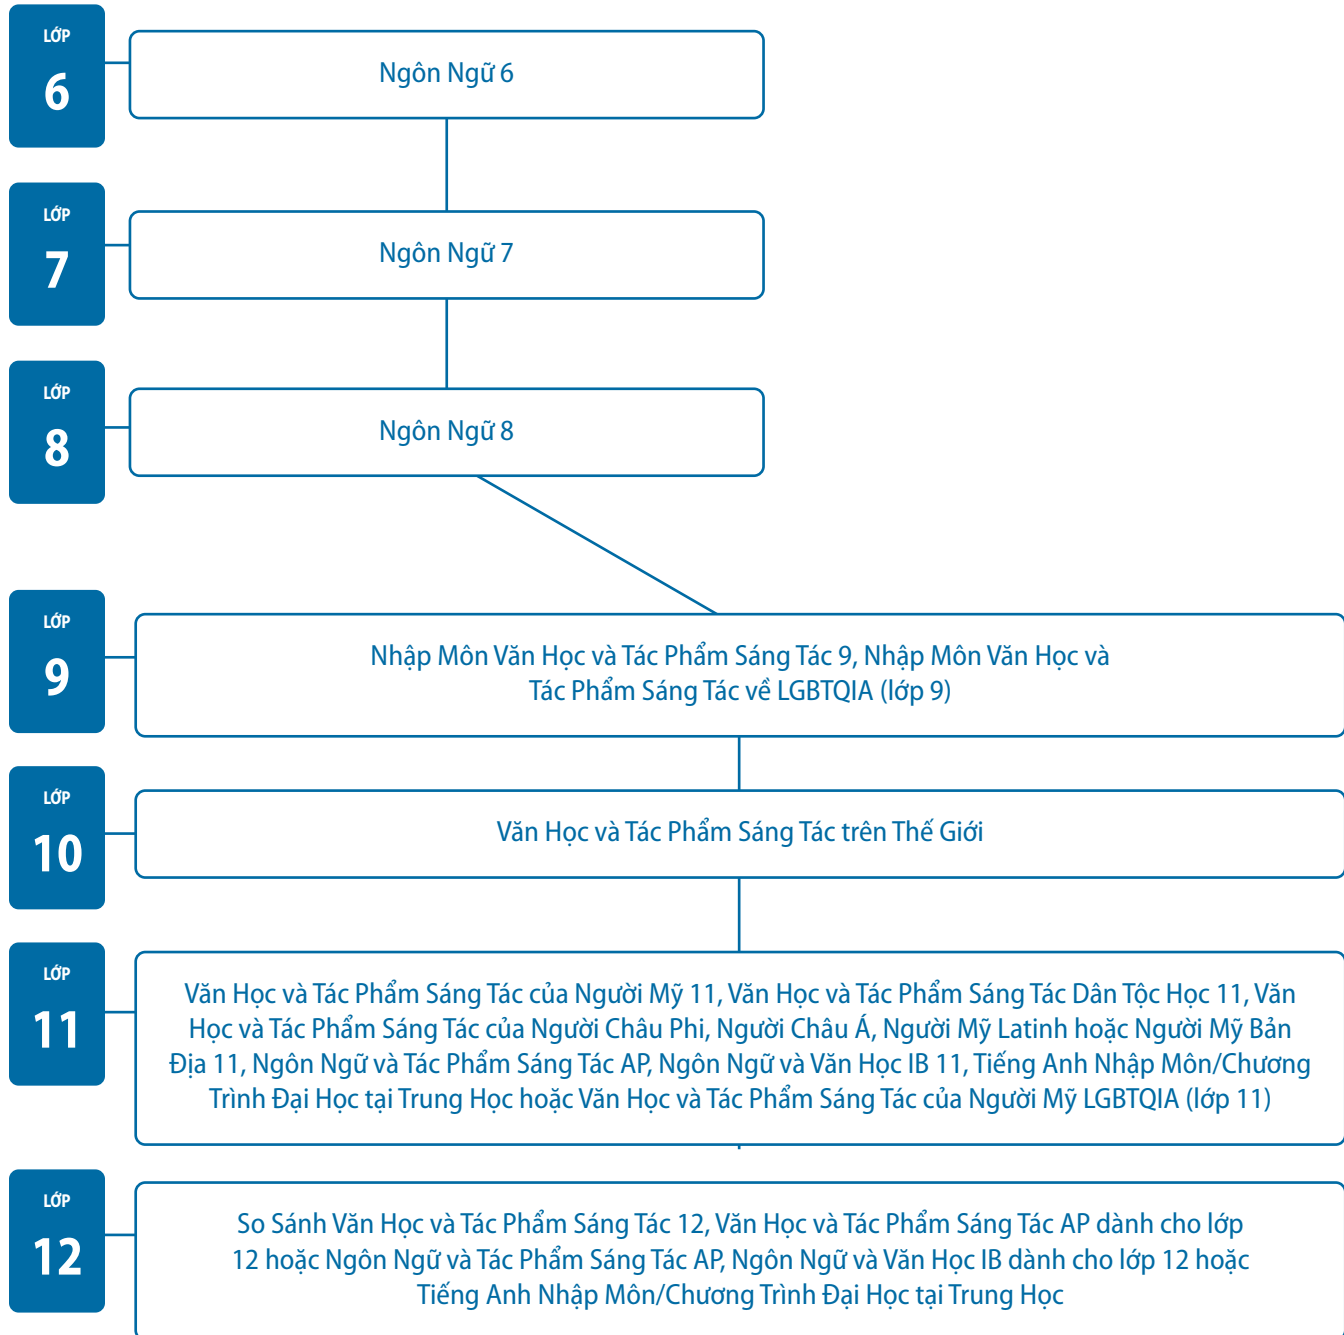 LỚP
6
Ngôn Ngữ 6
LỚP
7
Ngôn Ngữ 7
LỚP
8
Ngôn Ngữ 8
LỚP
9
Nhập Môn Văn Học và Tác Phẩm Sáng Tác 9, Nhập Môn Văn Học và
Tác Phẩm Sáng Tác về LGBTQIA (lớp 9)
LỚP
10
Văn Học và Tác Phẩm Sáng Tác trên Thế Giới
LỚP
11
Văn Học và Tác Phẩm Sáng Tác của Người Mỹ 11, Văn Học và Tác Phẩm Sáng Tác Dân Tộc Học 11, Văn
Học và Tác Phẩm Sáng Tác của Người Châu Phi, Người Châu Á, Người Mỹ Latinh hoặc Người Mỹ Bản
Địa 11, Ngôn Ngữ và Tác Phẩm Sáng Tác AP, Ngôn Ngữ và Văn Học IB 11, Tiếng Anh Nhập Môn/Chương
Trình Đại Học tại Trung Học hoặc Văn Học và Tác Phẩm Sáng Tác của Người Mỹ LGBTQIA (lớp 11)
LỚP
12
So Sánh Văn Học và Tác Phẩm Sáng Tác 12, Văn Học và Tác Phẩm Sáng Tác AP dành cho lớp
12 hoặc Ngôn Ngữ và Tác Phẩm Sáng Tác AP, Ngôn Ngữ và Văn Học IB dành cho lớp 12 hoặc
Tiếng Anh Nhập Môn/Chương Trình Đại Học tại Trung Học